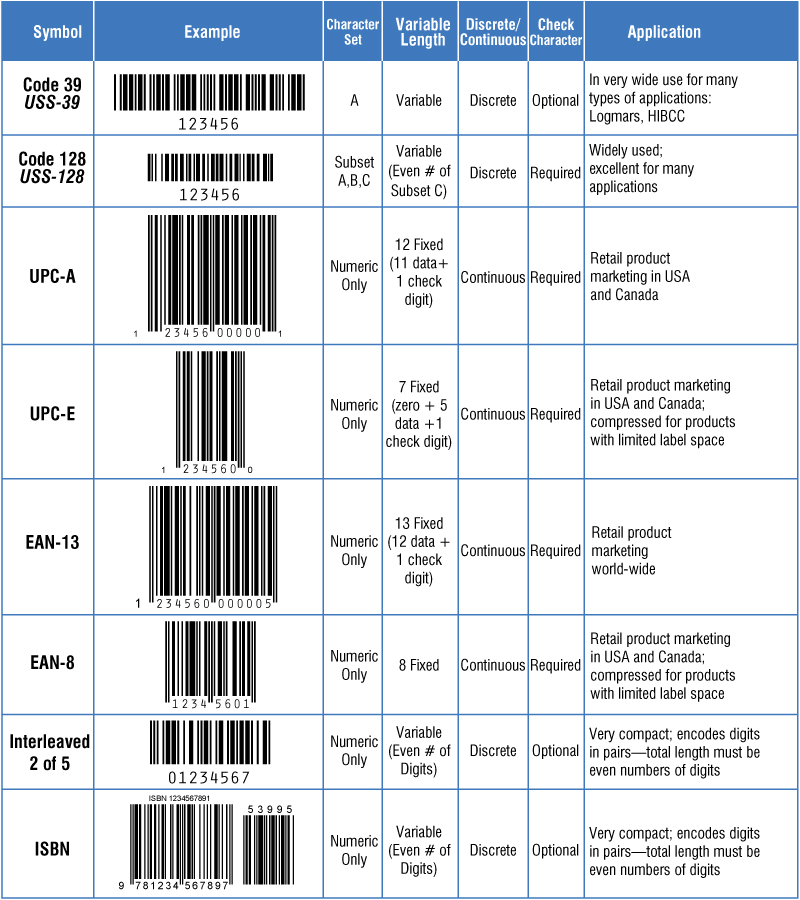 Symbol
Example
Character
Set
Variable
Length
Discrete/
Continuous
Check
Character
Application
Code 39
USS-39
123456
A
Variable
Discrete
Optional
In very wide use for many
types of applications:
Logmars, HIBCC
Code 128
USS-128
123456
Subset
A,B,C
Variable
(Even # of
Subset C)
Discrete
Required
Widely used;
excellent for many
applications
UPC-A
1 23456 00000 1
Numeric
Only
12 Fixed
(11 data+
1 check
digit)
Continuous
Required
Retail product
marketing in USA
and Canada
UPC-E
1 234560 0
Numeric
Only
7 Fixed
(zero + 5
data +1
check digit)
Continuous
Required
Retail product marketing
in USA and Canada;
compressed for products
with limited label space
EAN-13
1 234560 000005
Numeric
Only
13 Fixed
(12 data +
1 check
digit)
Continuous
Required
Retail product
marketing
world-wide
EAN-8
1234 5601
Numeric
Only
8 Fixed
Continuous
Required
Retail product marketing
in USA and Canada;
compressed for products
with limited label space
Interleaved
2 of 5
01234567
Numeric
Only
Variable
(Even # of
Digits)
Discrete
Optional
Very compact; encodes digits
in pairs—total length must be
even numbers of digits
ISBN
ISBN 1234567891
53995
9 781234 567897
Numeric
Only
Variable
(Even # of
Digits)
Discrete
Optional
Very compact; encodes digits
in pairs—total length must be
even numbers of digits